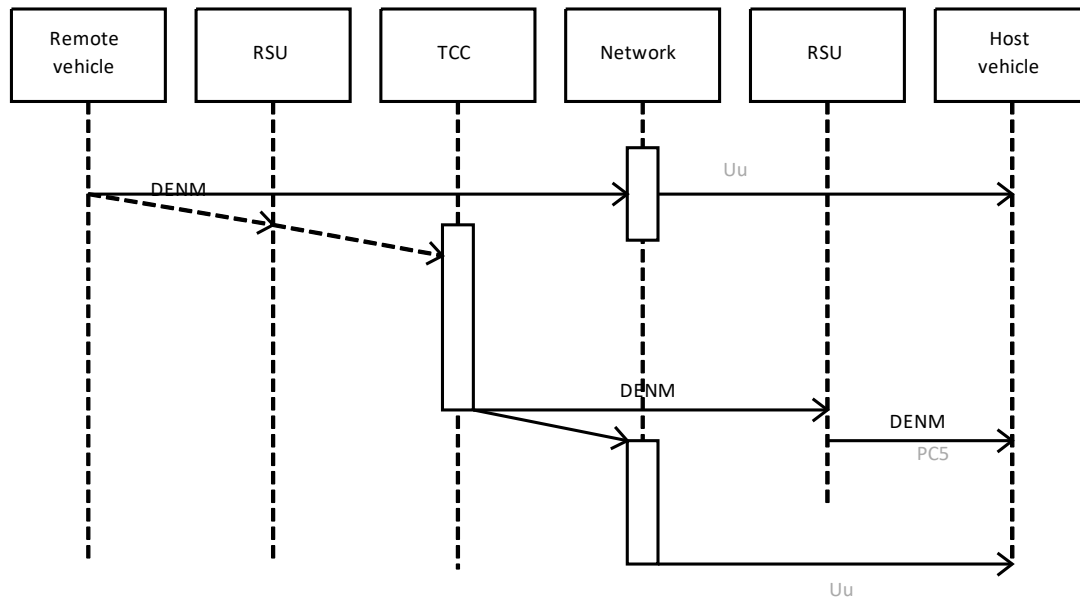 Remote
vehicle
RSU
TCC
Network
RSU
Host
vehicle
Uu
DENM
DENM
DENM
PC5
Uu